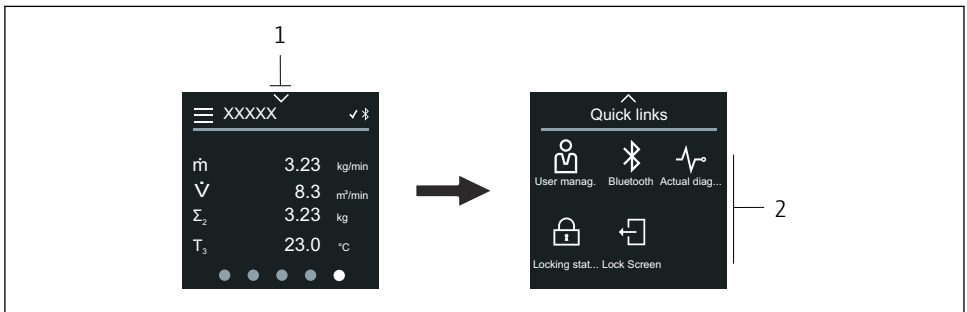 1
XXXXX
ṁ 3.23 kg/min
V̇ 8.3 m³/min
Σ₂ 3.23 kg
T₃ 23.0 °C
Quick links
User manag. Bluetooth Actual diag...
Locking stat... Lock Screen
2